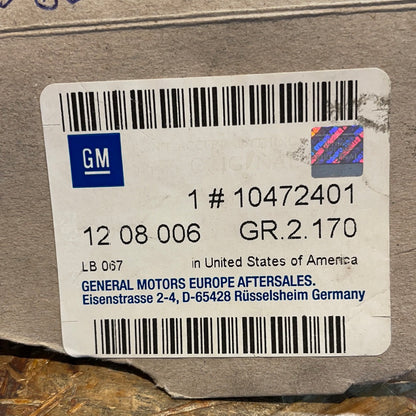 GM
1 # 10472401
12 08 006 GR.2.170
LB 067 in United States of America
GENERAL MOTORS EUROPE AFTERSALES.
Eisenstrasse 2-4, D-65428 Rüsselsheim Germany